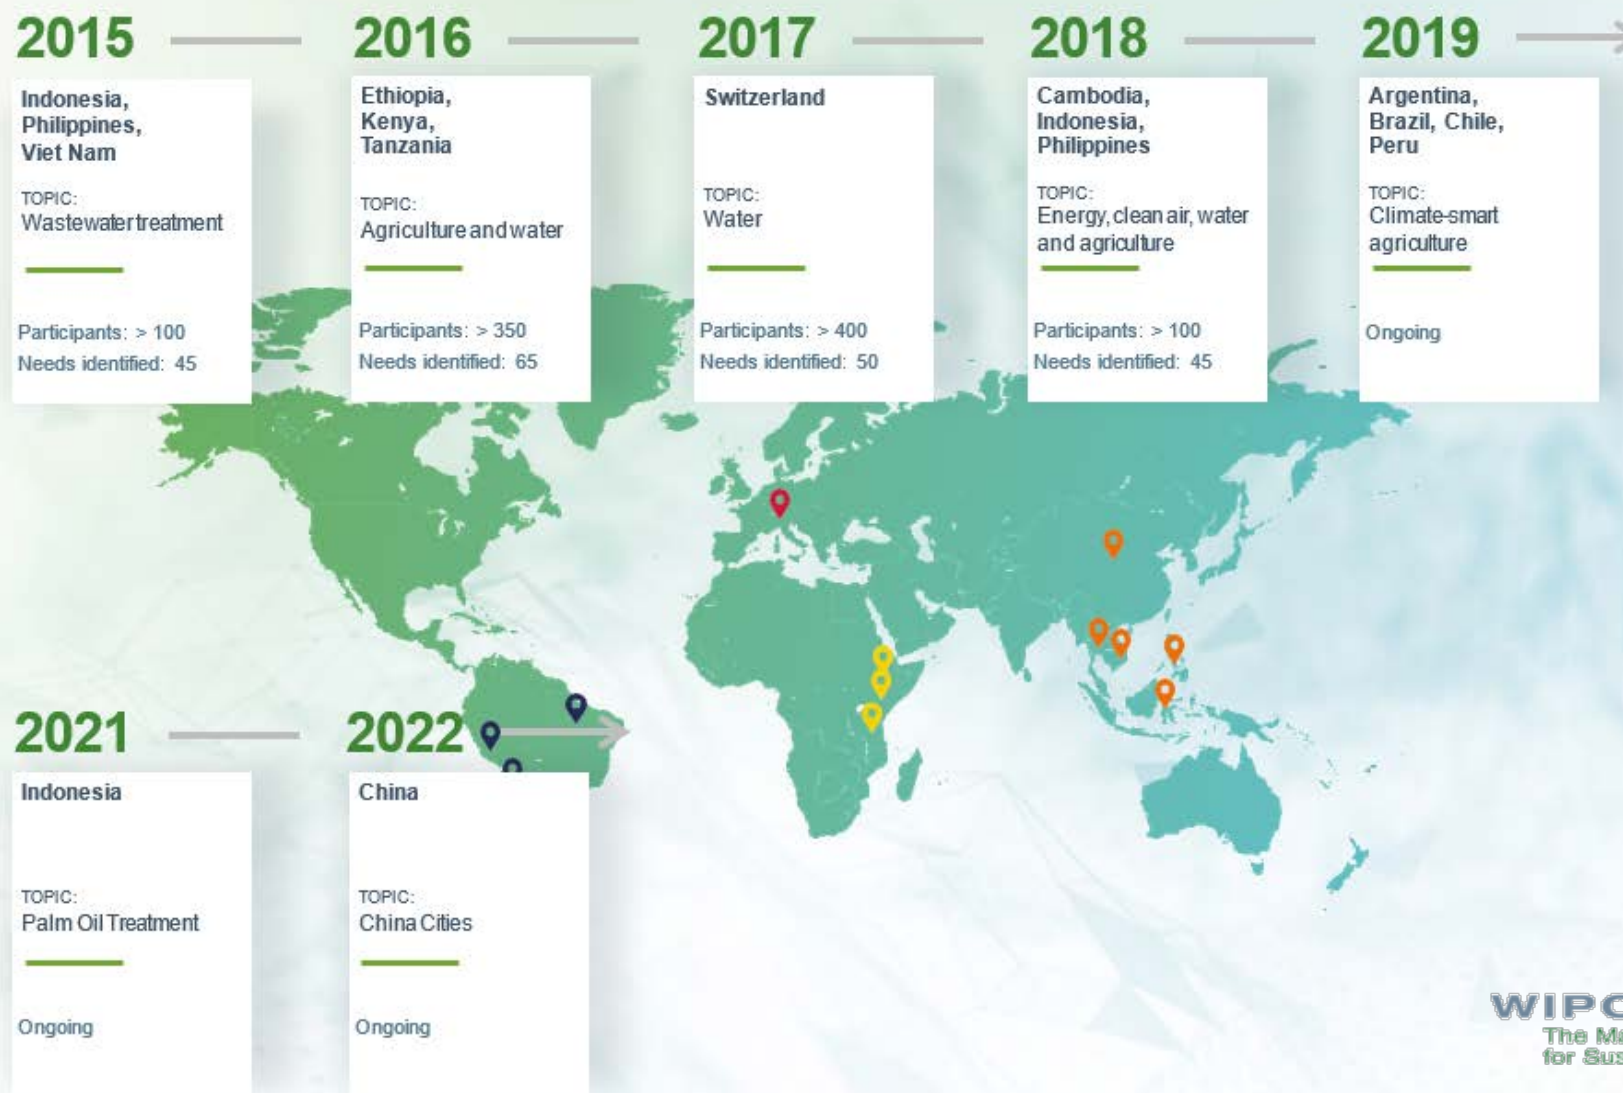 2015
Indonesia,
Philippines,
Viet Nam
TOPIC:
Wastewater treatment
Participants: > 100
Needs identified: 45
2016
Ethiopia,
Kenya,
Tanzania
TOPIC:
Agriculture and water
Participants: > 350
Needs identified: 65
2017
Switzerland
TOPIC:
Water
Participants: > 400
Needs identified: 50
2018
Cambodia,
Indonesia,
Philippines
TOPIC:
Energy, clean air, water
and agriculture
Participants: > 100
Needs identified: 45
2019
Argentina,
Brazil, Chile,
Peru
TOPIC:
Climate-smart
agriculture
Ongoing
2021
Indonesia
TOPIC:
Palm Oil Treatment
Ongoing
2022
China
TOPIC:
China Cities
Ongoing
WIPO
The
for